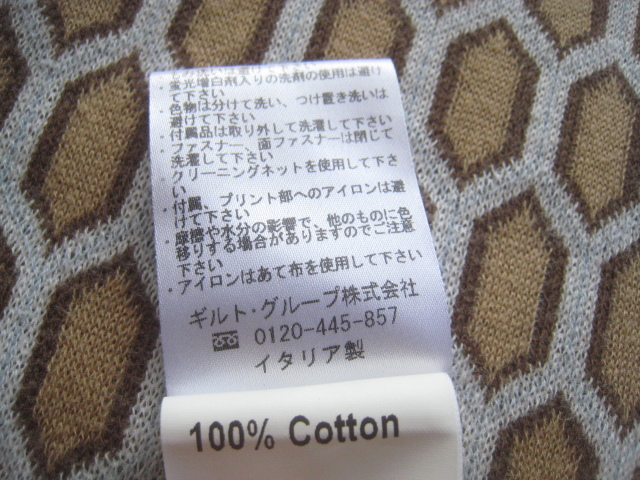 ・蛍光増白剤入りの洗剤の使用は避け
て下さい
・色物は分けて洗い、つけ置き洗いは
避けて下さい
・付属品は取り外して洗濯して下さい
・ファスナー、面ファスナーは閉じて
洗濯して下さい
・クリーニングネットを使用して下さ
い
・付属、プリント部へのアイロンは避
けて下さい
・摩擦や水分の影響で、他のものに色
移りする場合がありますのでご注意
下さい
・アイロンはあて布を使用して下さい
ギルト・グループ株式会社
0120-445-857
イタリア製
100% Cotton